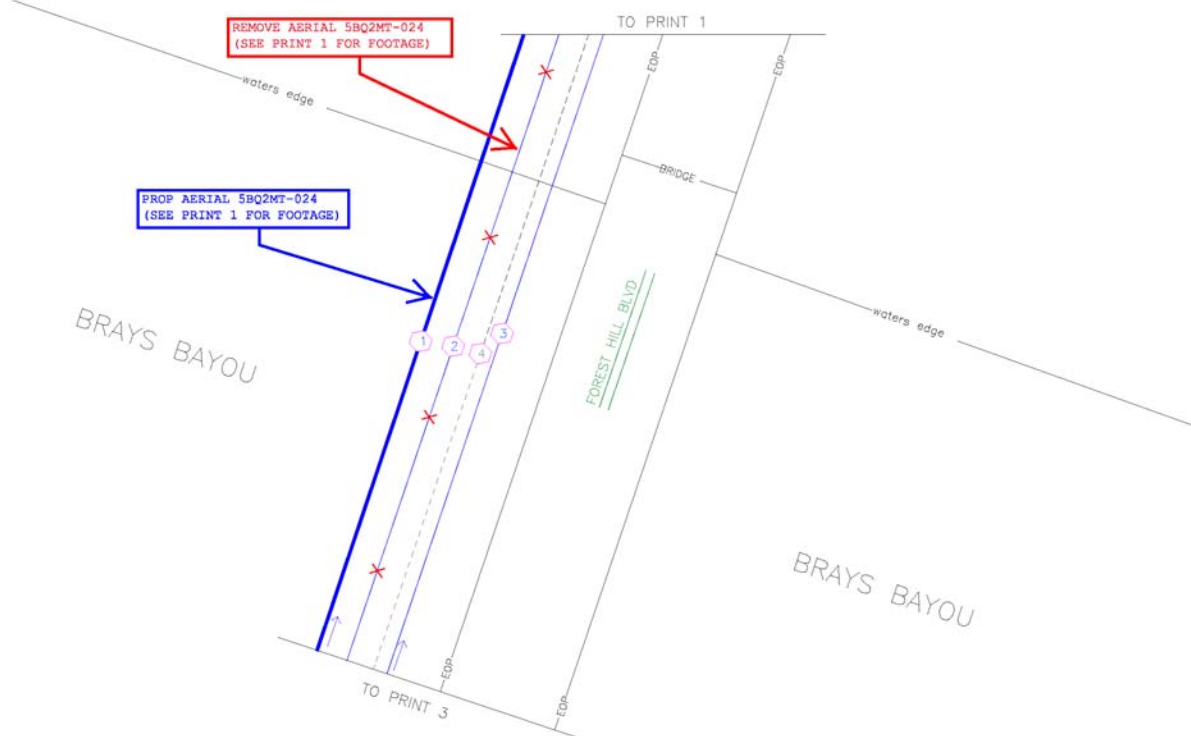 TO PRINT 1
REMOVE AERIAL 5BQ2MT-024
(SEE PRINT 1 FOR FOOTAGE)
EOP
EOP
waters edge
BRIDGE
PROP AERIAL 5BQ2MT-024
(SEE PRINT 1 FOR FOOTAGE)
FOREST HILL BLVD
waters edge
BRAYS BAYOU
1
2
4
3
BRAYS BAYOU
EOP
EOP
TO PRINT 3